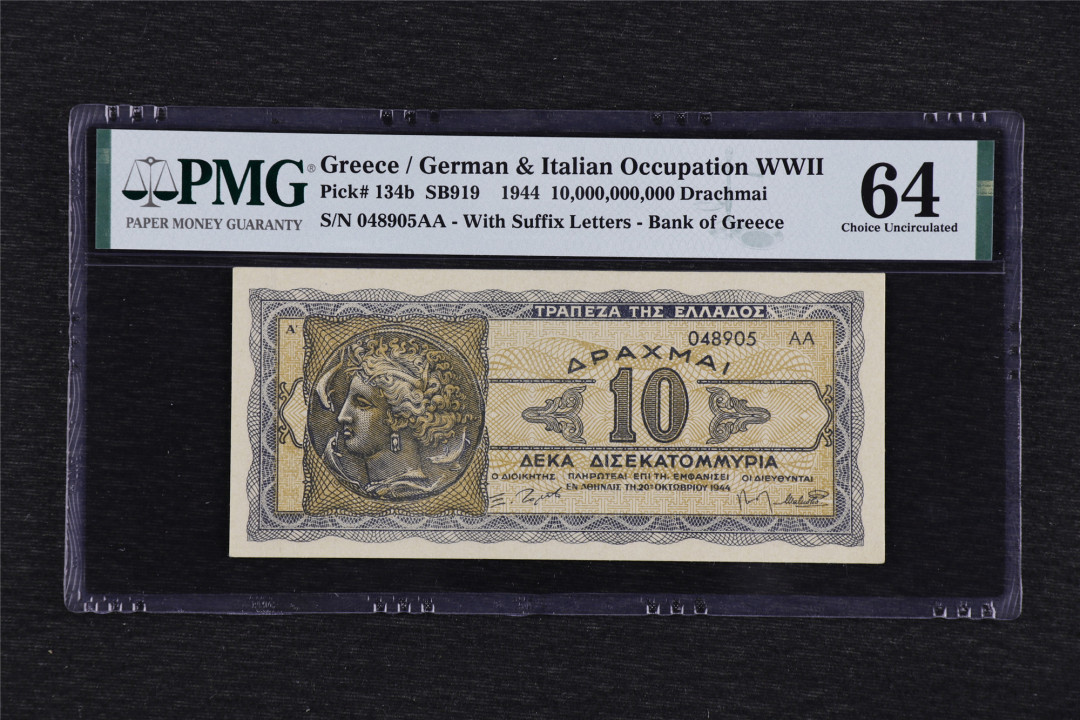 PMG®
PAPER MONEY GUARANTY
Greece / German & Italian Occupation WWII
Pick# 134b SB919 1944 10,000,000,000 Drachmai
S/N 048905AA - With Suffix Letters - Bank of Greece
64
Choice Uncirculated
ΤΡΑΠΕΖΑ ΤΗΣ ΕΛΛΑΔΟΣ
Α'
048905 AA
ΔΡΑΧΜΑΙ
10
ΔΕΚΑ ΔΙΣΕΚΑΤΟΜΜΥΡΙΑ
Ο ΔΙΟΙΚΗΤΗΣ ΠΛΗΡΩΤΕΑΙ ΕΠΙ ΤΗ ΕΜΦΑΝΙΣΕΙ ΟΙ ΔΙΕΥΘΥΝΤΑΙ
ΕΝ ΑΘΗΝΑΙΣ ΤΗ 20 ΟΚΤΩΒΡΙΟΥ 1944